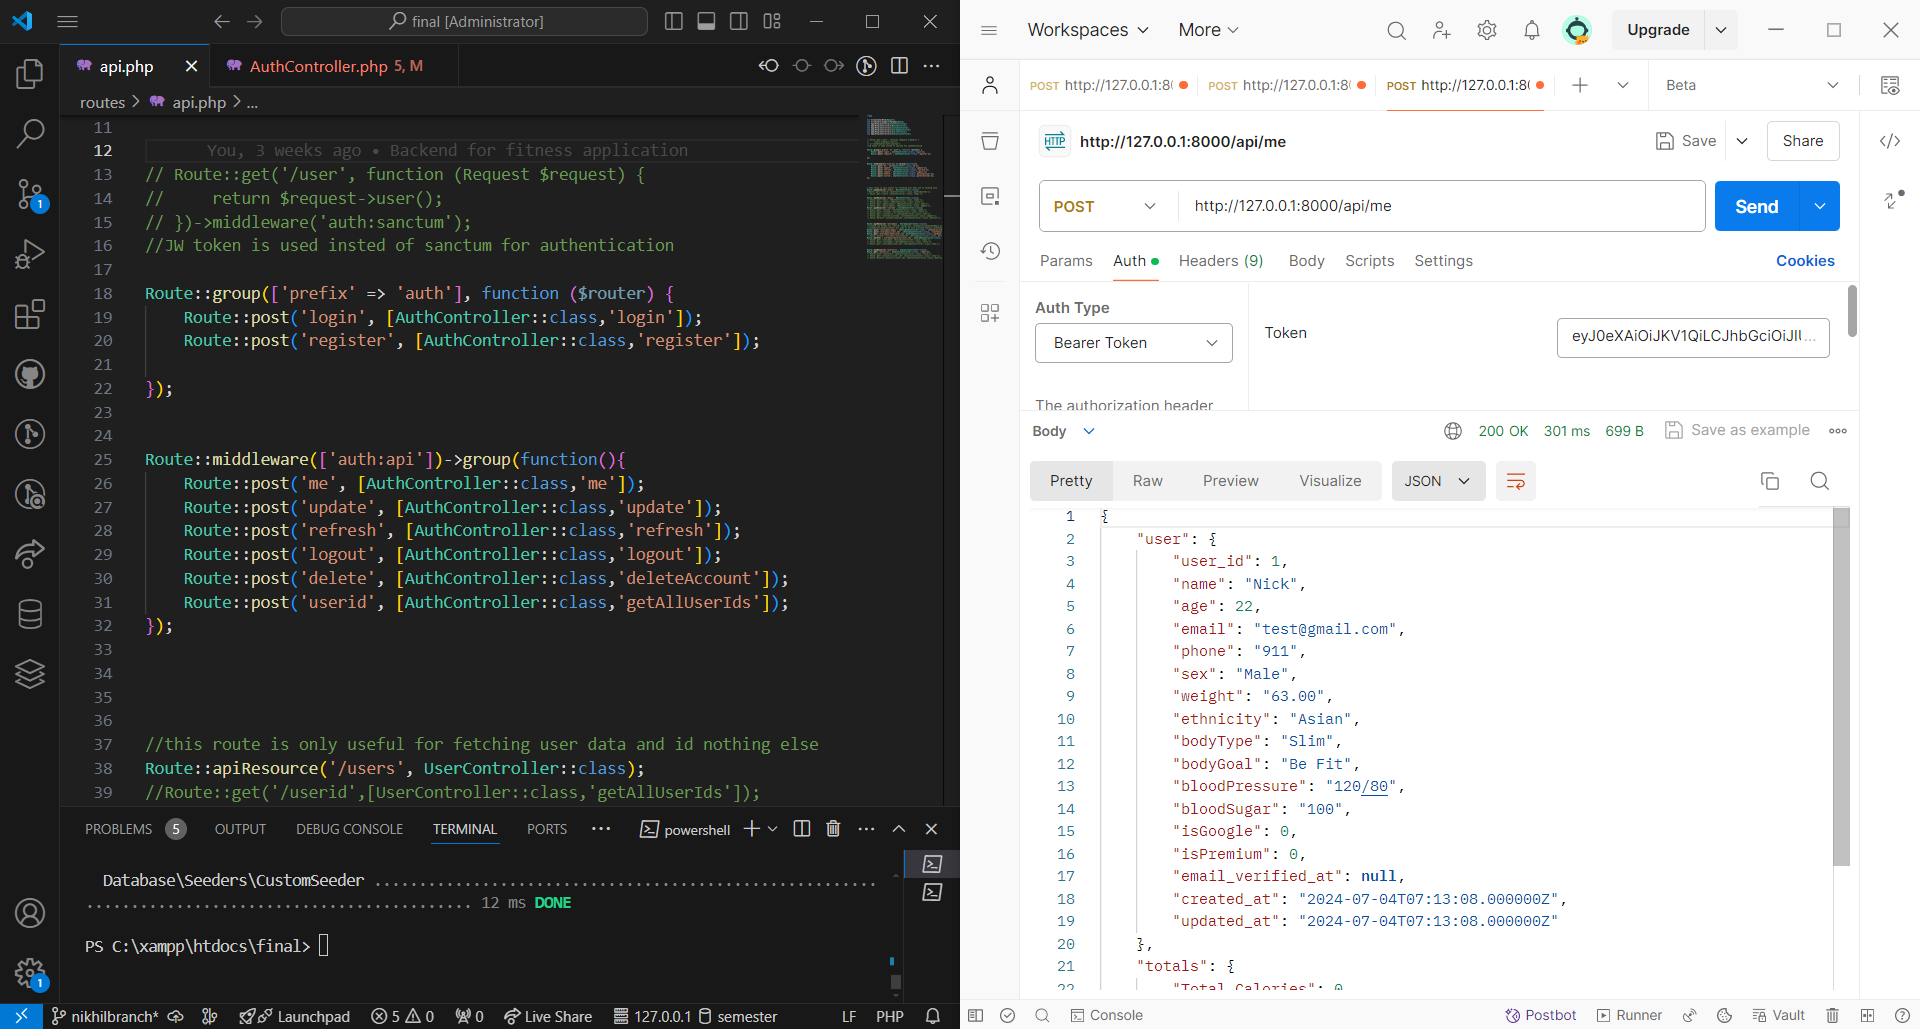 final [Administrator]
api.php
AuthController.php 5, M
routes > api.php > ...
11
12 You, 3 weeks ago • Backend for fitness application
13 // Route::get('/user', function (Request $request) {
14 //     return $request->user();
15 // })->middleware('auth:sanctum');
16 //JW token is used insted of sanctum for authentication
17
18 Route::group(['prefix' => 'auth'], function ($router) {
19     Route::post('login', [AuthController::class,'login']);
20     Route::post('register', [AuthController::class,'register']);
21
22 });
23
24
25 Route::middleware(['auth:api'])->group(function(){
26     Route::post('me', [AuthController::class,'me']);
27     Route::post('update', [AuthController::class,'update']);
28     Route::post('refresh', [AuthController::class,'refresh']);
29     Route::post('logout', [AuthController::class,'logout']);
30     Route::post('delete', [AuthController::class,'deleteAccount']);
31     Route::post('userid', [AuthController::class,'getAllUserIds']);
32 });
33
34
35
36
37 //this route is only useful for fetching user data and id nothing else
38 Route::apiResource('/users', UserController::class);
39 //Route::get('/userid',[UserController::class,'getAllUserIds']);
PROBLEMS 5 OUTPUT DEBUG CONSOLE TERMINAL PORTS ... powershell
Database\Seeders\CustomSeeder ........................................................
........................................... 12 ms DONE
PS C:\xampp\htdocs\final>
1
1
nikhilbranch* Launchpad 5 0 0 Live Share 127.0.0.1 semester LF PHP
Workspaces More Upgrade
POST http://127.0.0.1:8( POST http://127.0.0.1:8( POST http://127.0.0.1:8( Beta
HTTP http://127.0.0.1:8000/api/me Save Share
POST http://127.0.0.1:8000/api/me Send
Params Auth Headers (9) Body Scripts Settings Cookies
Auth Type
Bearer Token
Token eyJ0eXAiOiJKV1QiLCJhbGciOiJIU...
The authorization header
Body 200 OK 301 ms 699 B Save as example
Pretty Raw Preview Visualize JSON
1 {
2     "user": {
3         "user_id": 1,
4         "name": "Nick",
5         "age": 22,
6         "email": "test@gmail.com",
7         "phone": "911",
8         "sex": "Male",
9         "weight": "63.00",
10         "ethnicity": "Asian",
11         "bodyType": "Slim",
12         "bodyGoal": "Be Fit",
13         "bloodPressure": "120/80",
14         "bloodSugar": "100",
15         "isGoogle": 0,
16         "isPremium": 0,
17         "email_verified_at": null,
18         "created_at": "2024-07-04T07:13:08.000000Z",
19         "updated_at": "2024-07-04T07:13:08.000000Z"
20     },
21     "totals": {
22         "Total Calories": 0
Console Postbot Runner Vault